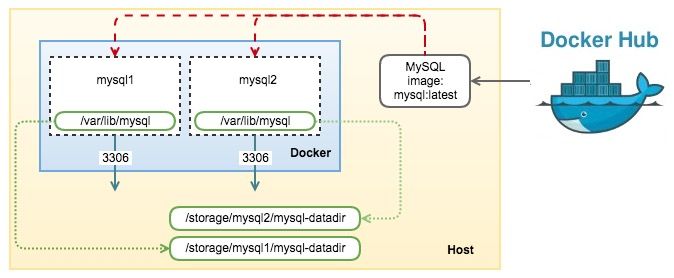 Docker Hub
mysql1
mysql2
MySQL
image:
mysql:latest
/var/lib/mysql
/var/lib/mysql
Docker
3306
3306
/storage/mysql2/mysql-datadir
/storage/mysql1/mysql-datadir
Host